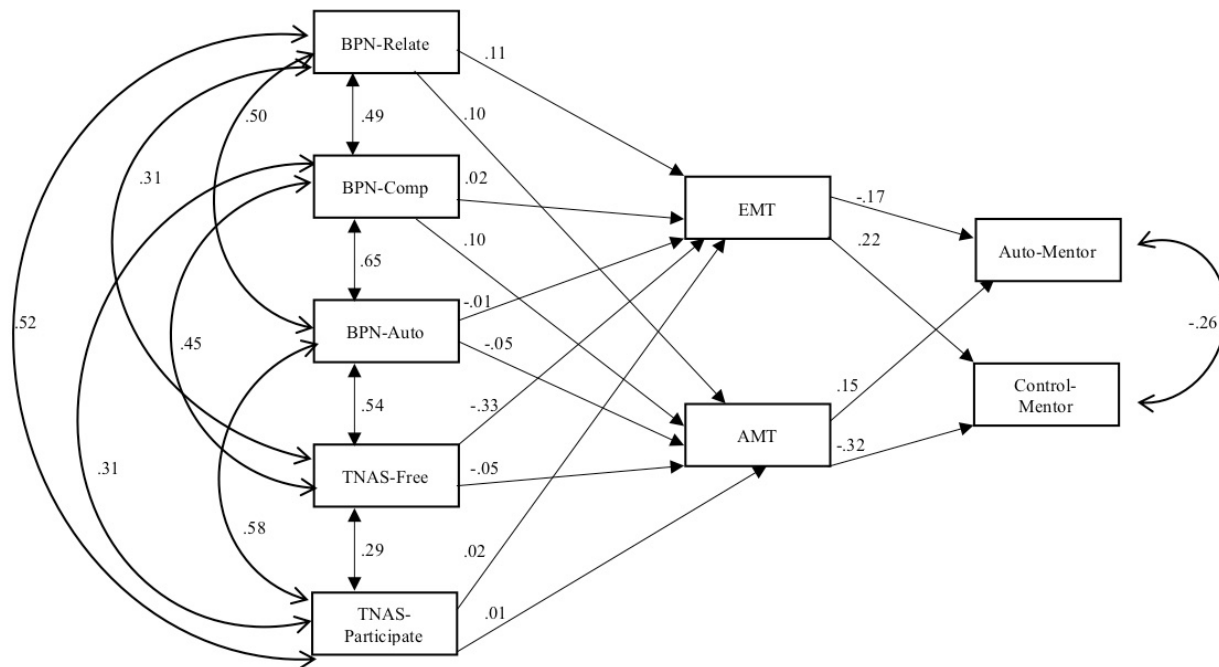 BPN-Relate
.11
.10
.50
.49
.31
BPN-Comp
.02
EMT
-.17
.10
.22
Auto-Mentor
.65
.52
BPN-Auto
-.01
-.05
.45
-.26
.54
-.33
.15
Control-
Mentor
AMT
-.32
.31
TNAS-Free
-.05
.58
.29
.02
TNAS-
Participate
.01